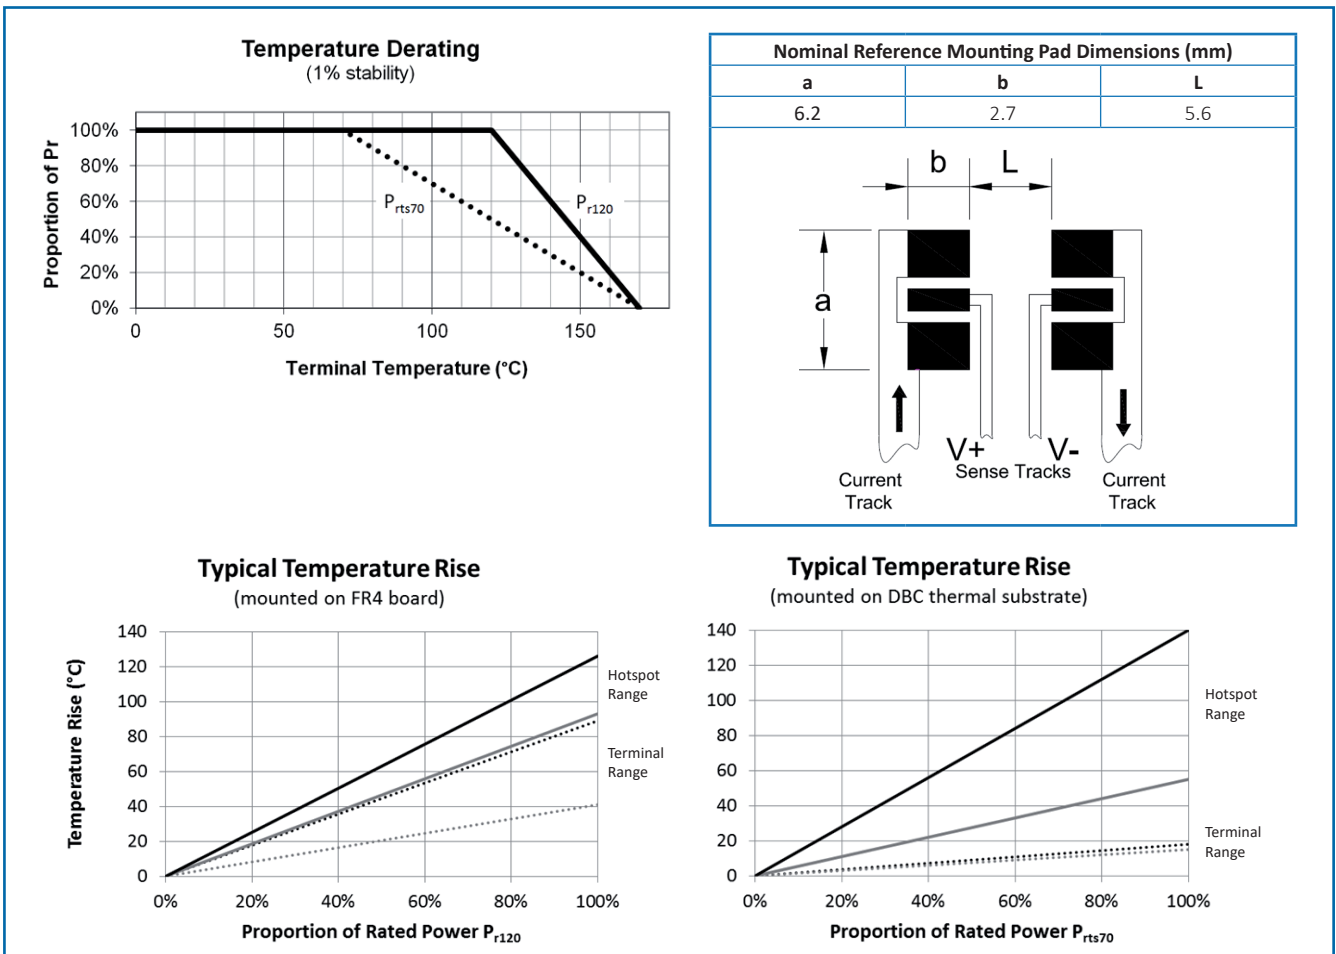 Temperature Derating
(1% stability)
Proportion of Pr
100%
80%
60%
40%
20%
0%
Prts70
Pr120
0 50 100 150
Terminal Temperature (°C)
Nominal Reference Mounting Pad Dimensions (mm)
a b L
6.2 2.7 5.6
b L
a
V+ V-
Sense Tracks
Current
Track
Current
Track
Typical Temperature Rise
(mounted on FR4 board)
Temperature Rise (°C)
140
120
100
80
60
40
20
0
Hotspot
Range
Terminal
Range
0% 20% 40% 60% 80% 100%
Proportion of Rated Power Pr120
Typical Temperature Rise
(mounted on DBC thermal substrate)
140
120
100
80
60
40
20
0
Hotspot
Range
Terminal
Range
0% 20% 40% 60% 80% 100%
Proportion of Rated Power Prts70